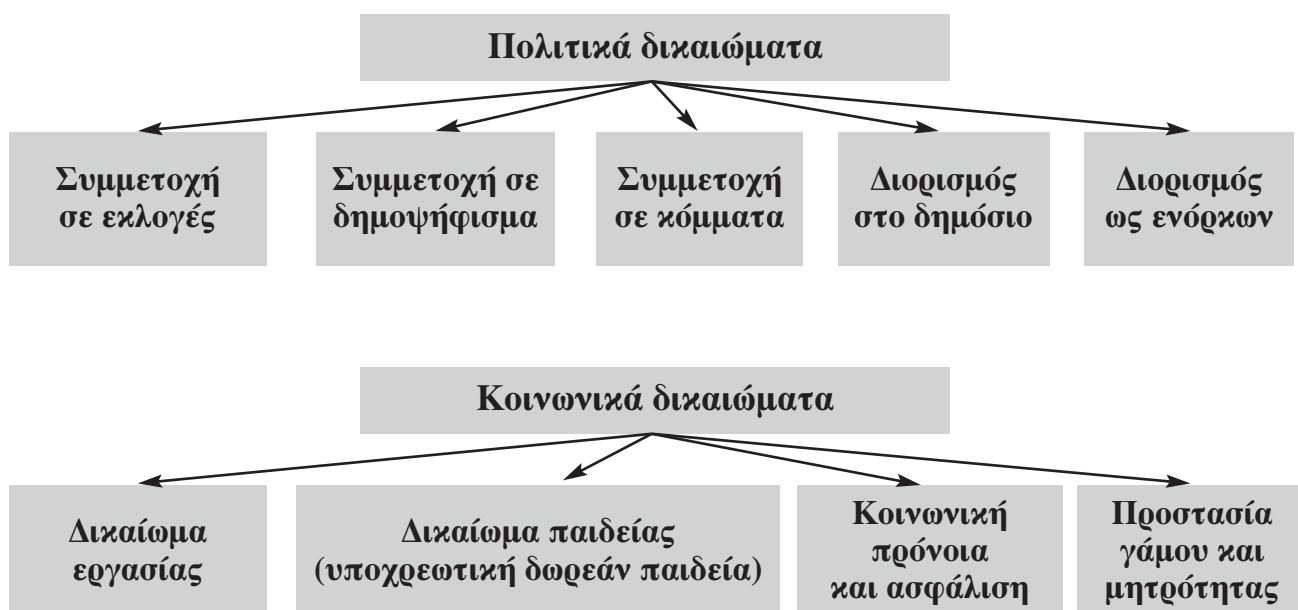 Πολιτικά δικαιώματα
Συμμετοχή
σε εκλογές
Συμμετοχή σε
δημοψήφισμα
Συμμετοχή
σε κόμματα
Διορισμός
στο δημόσιο
Διορισμός
ως ενόρκων
Κοινωνικά δικαιώματα
Δικαίωμα
εργασίας
Δικαίωμα παιδείας
(υποχρεωτική δωρεάν παιδεία)
Κοινωνική
πρόνοια
και ασφάλιση
Προστασία
γάμου και
μητρότητας